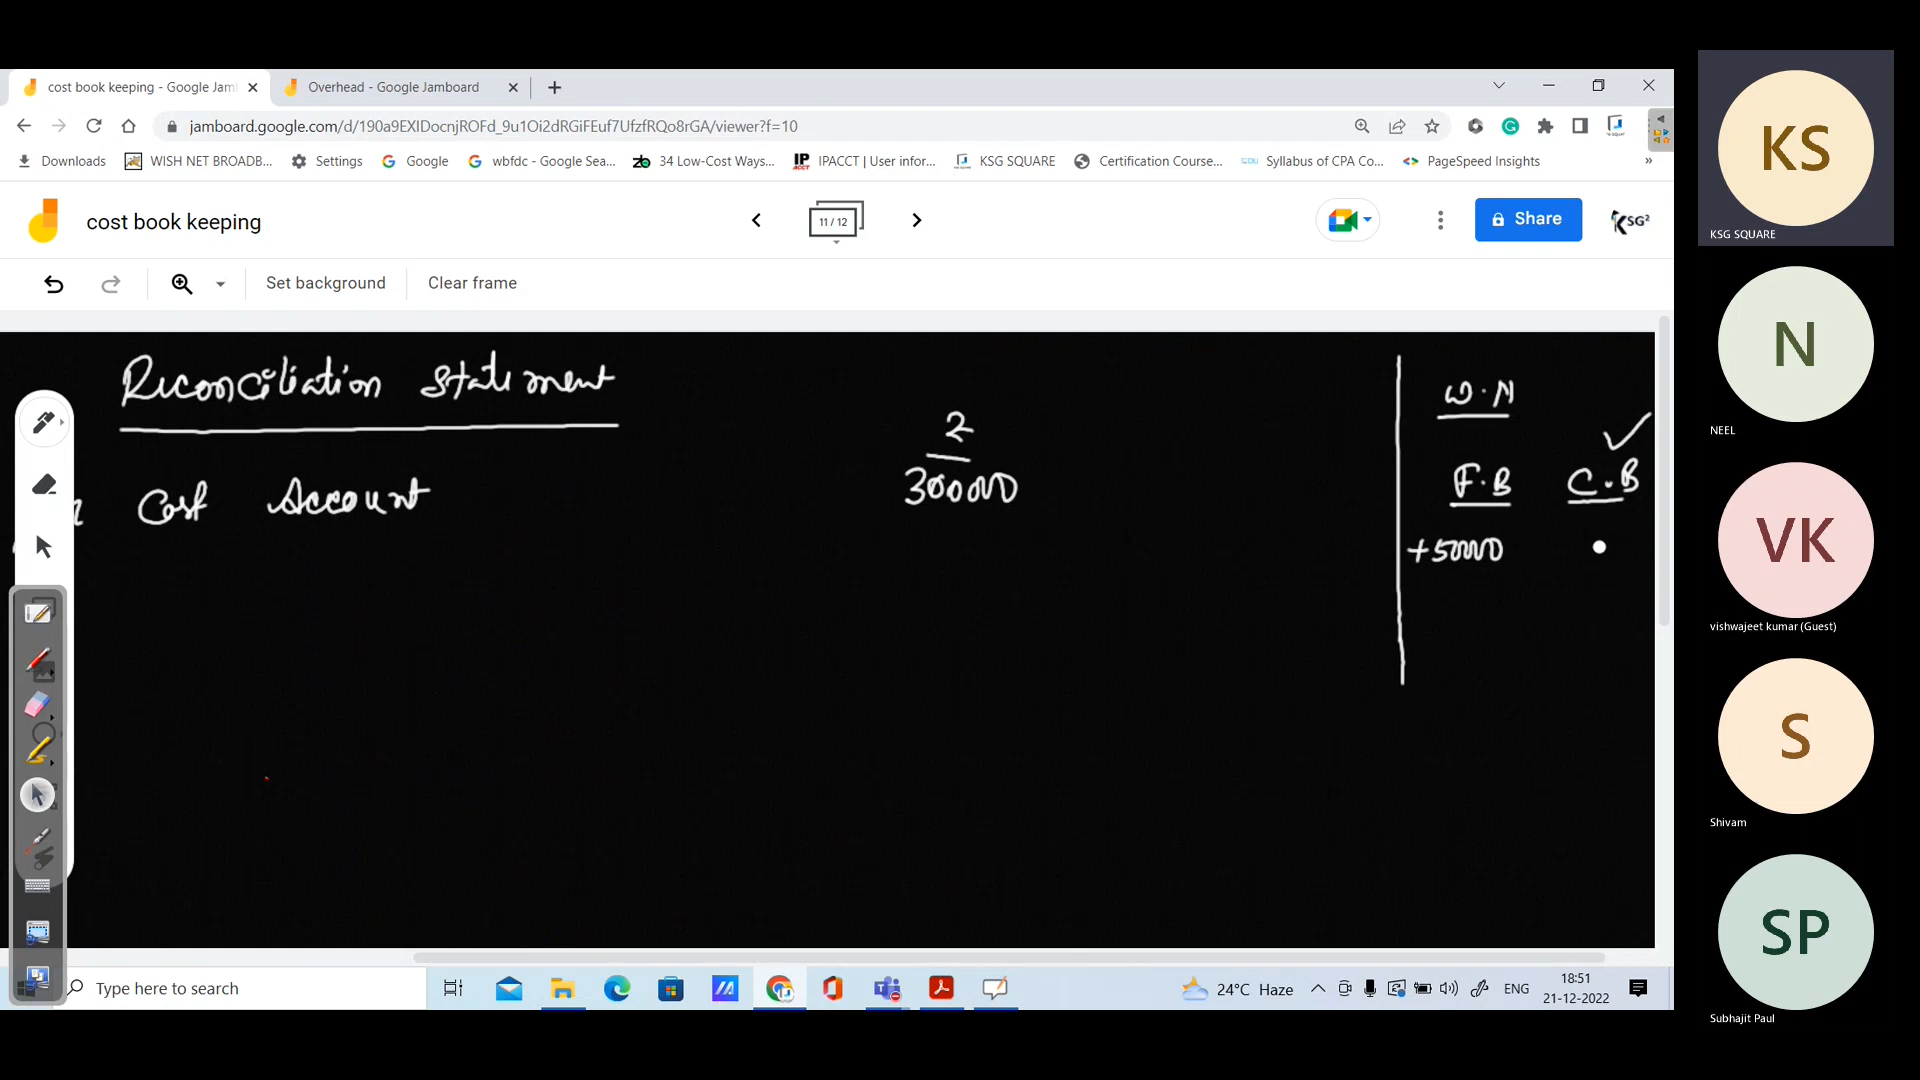 cost book keeping - Google Jam
Overhead - Google Jamboard
jamboard.google.com/d/190a9EXIDocnjROFd_9u1Oi2dRGiFEuf7UfzfRQo8rGA/viewer?f=10
Downloads
WISH NET BROADB...
Settings
Google
wbfdc - Google Sea...
34 Low-Cost Ways...
IPACCT | User infor...
KSG SQUARE
Certification Course...
Syllabus of CPA Co...
PageSpeed Insights
»
cost book keeping
11 / 12
Share
KSG²
Set background
Clear frame
Reconciliation Statement
Cost Account
2
300000
W.N
F.B C.B
+50000
Type here to search
24°C Haze
ENG
18:51
21-12-2022
KS
KSG SQUARE
N
NEEL
VK
vishwajeet kumar (Guest)
S
Shivam
SP
Subhajit Paul